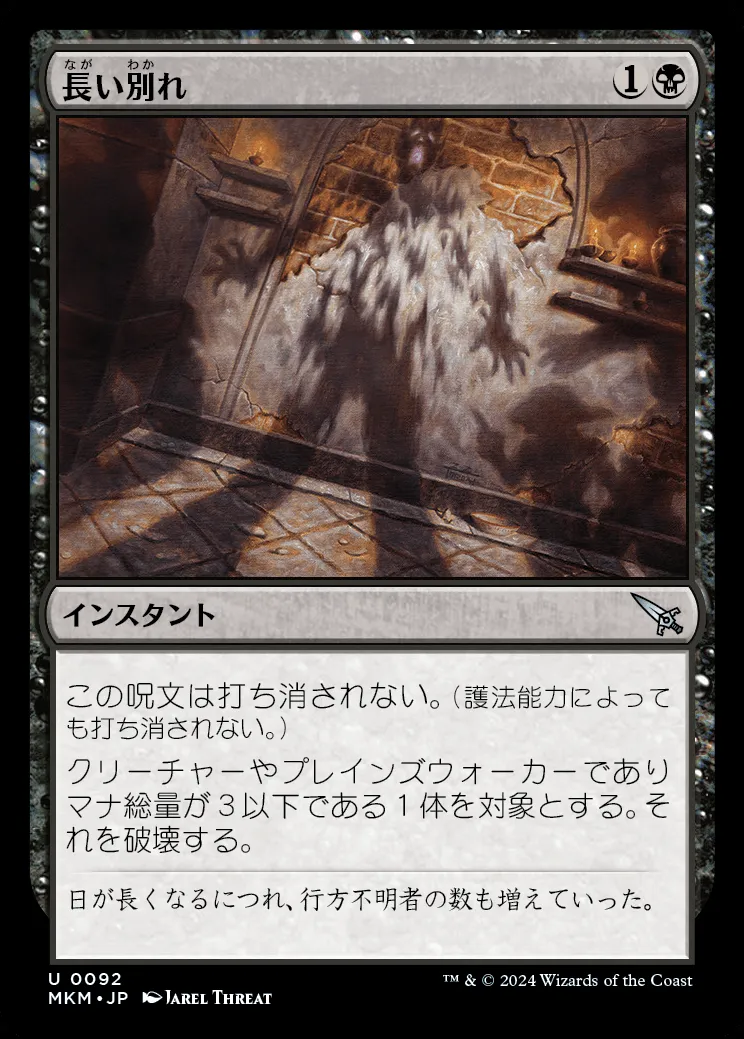 なが わか
長い別れ 1
インスタント
この呪文は打ち消されない。（護法能力によって
も打ち消されない。）
クリーチャーやプレインズウォーカーであり
マナ総量が３以下である１体を対象とする。そ
れを破壊する。
日が長くなるにつれ、行方不明者の数も増えていった。
U 0092
MKM • JP JAREL THREAT
™ & © 2024 Wizards of the Coast